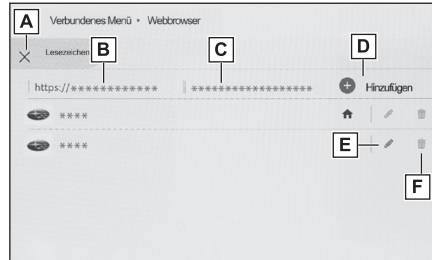 A
Verbundenes Menü • Webbrowser
Lesezeichen
B
C
D
https://************
*****************
Hinzufügen
****
****
E
F